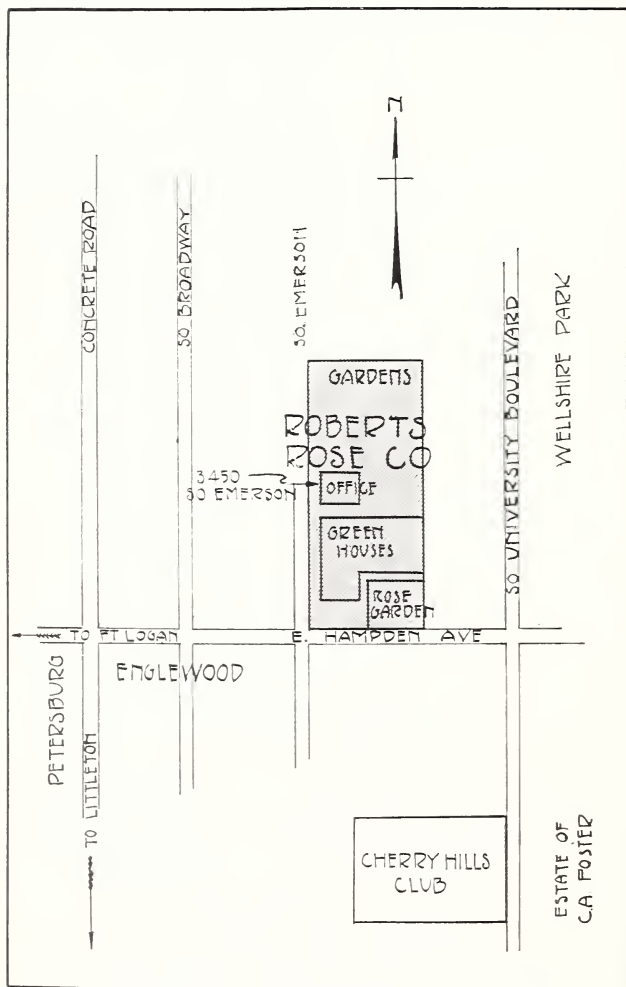 N
CONCRETE ROAD
SO BROADWAY
SO. EMERSON
SO UNIVERSITY BOULEVARD
WELLSHIRE PARK
GARDENS
ROBERTS
ROSE CO
3450
SO EMERSON
OFFICE
GREEN
HOUSES
ROSE
GARDEN
TO FT LOGAN
E. HAMPDEN AVE
ENGLEWOOD
PETERSBURG
TO LITTLETON
CHERRY HILLS
CLUB
ESTATE OF
C.A. FOSTER